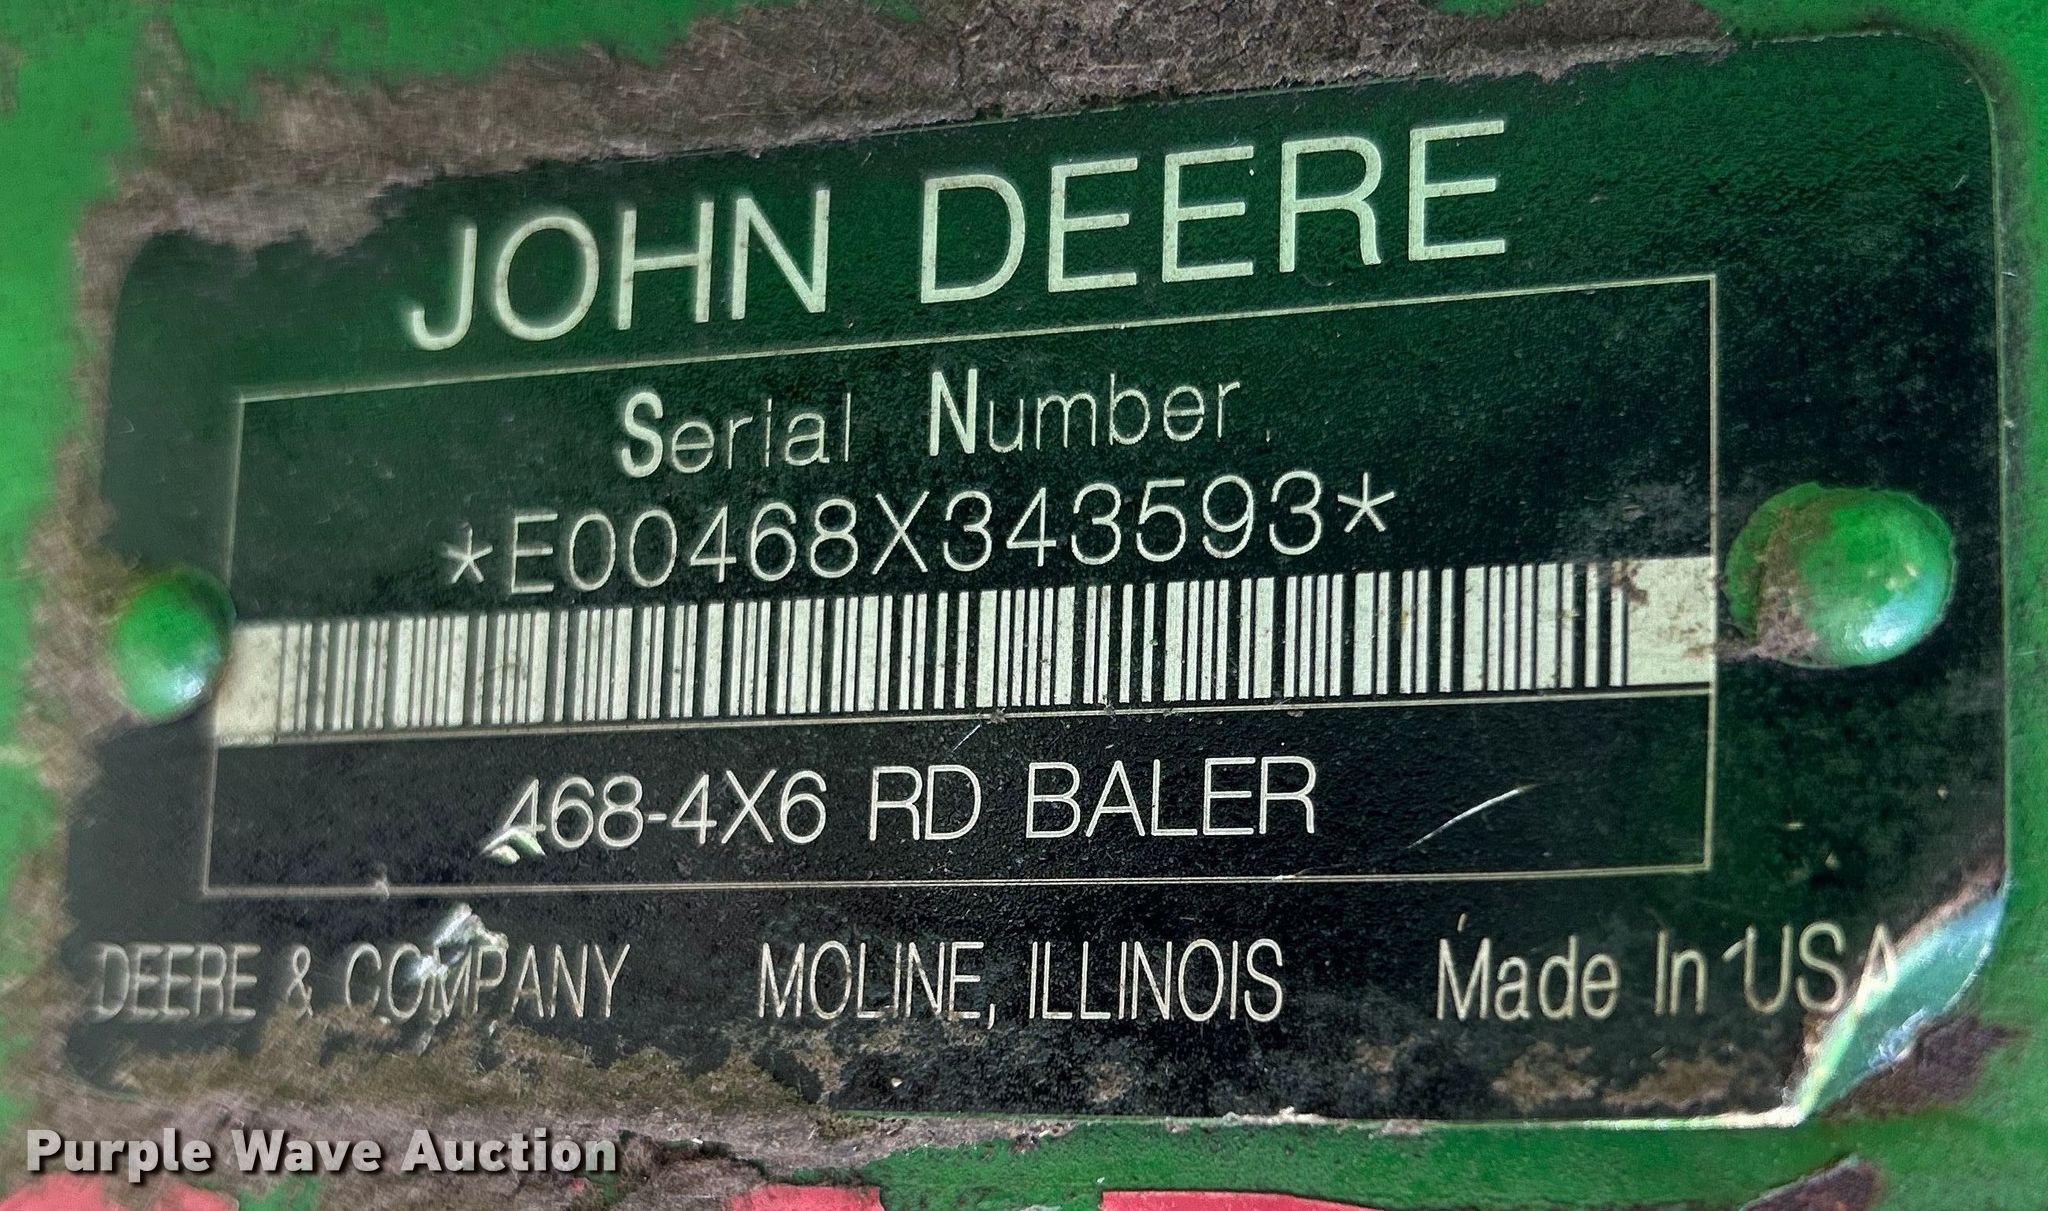 JOHN DEERE
Serial Number
*E00468X343593*
468-4X6 RD BALER
DEERE & COMPANY MOLINE, ILLINOIS Made In USA
Purple Wave Auction